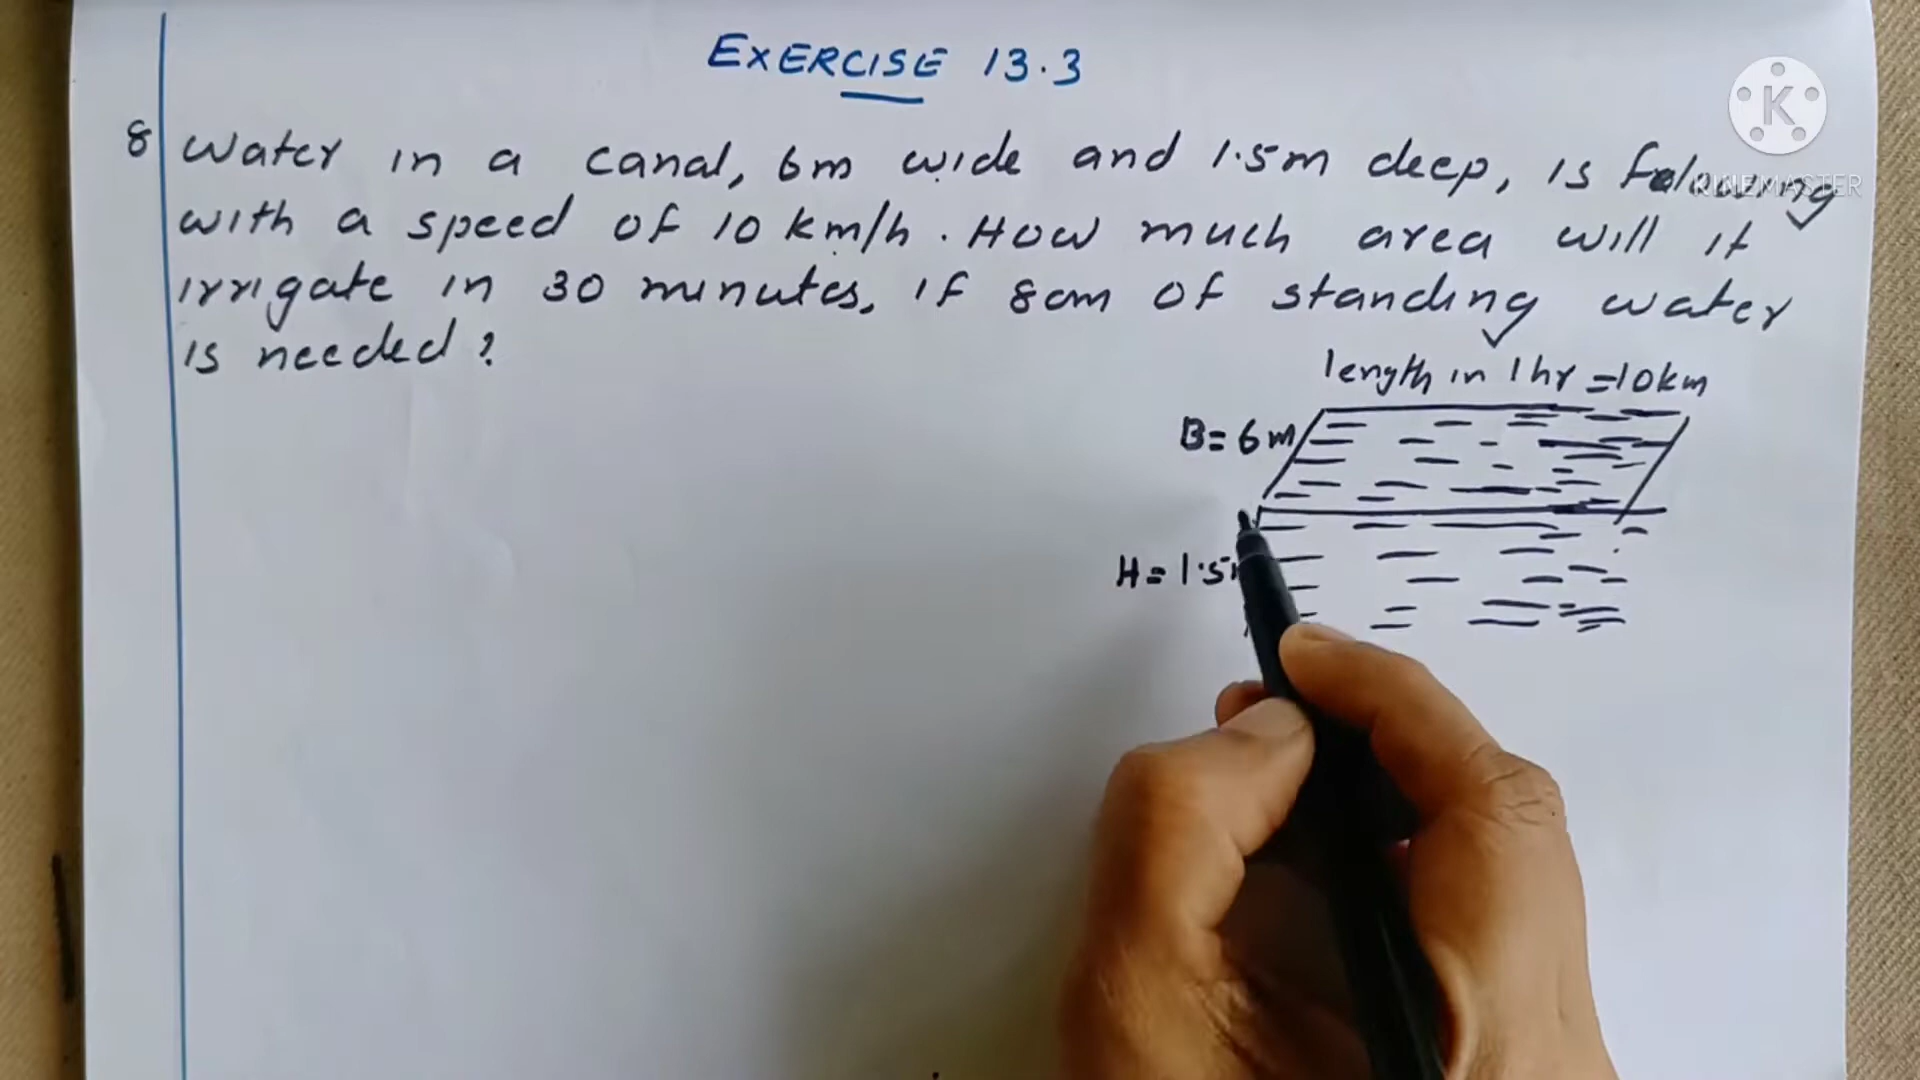 EXERCISE 13.3
8 Water in a canal, 6m wide and 1.5m deep, is
with a speed of 10 km/h. How much area will it
irrigate in 30 minutes, if 8cm of standing water
is needed?
length in 1hr = 10km
B = 6m
H = 1.5
K
KINEMASTER